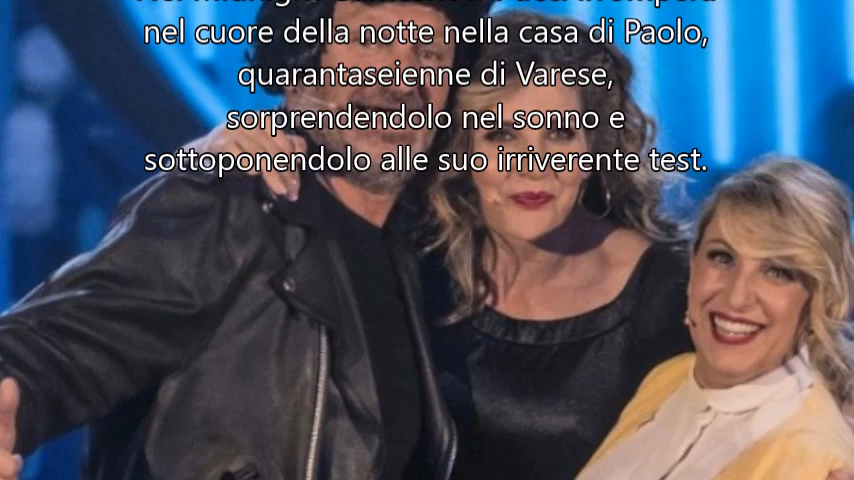 nel cuore della notte nella casa di Paolo,
quarantaseienne di Varese,
sorprendendolo nel sonno e
sottoponendolo alle suo irriverente test.